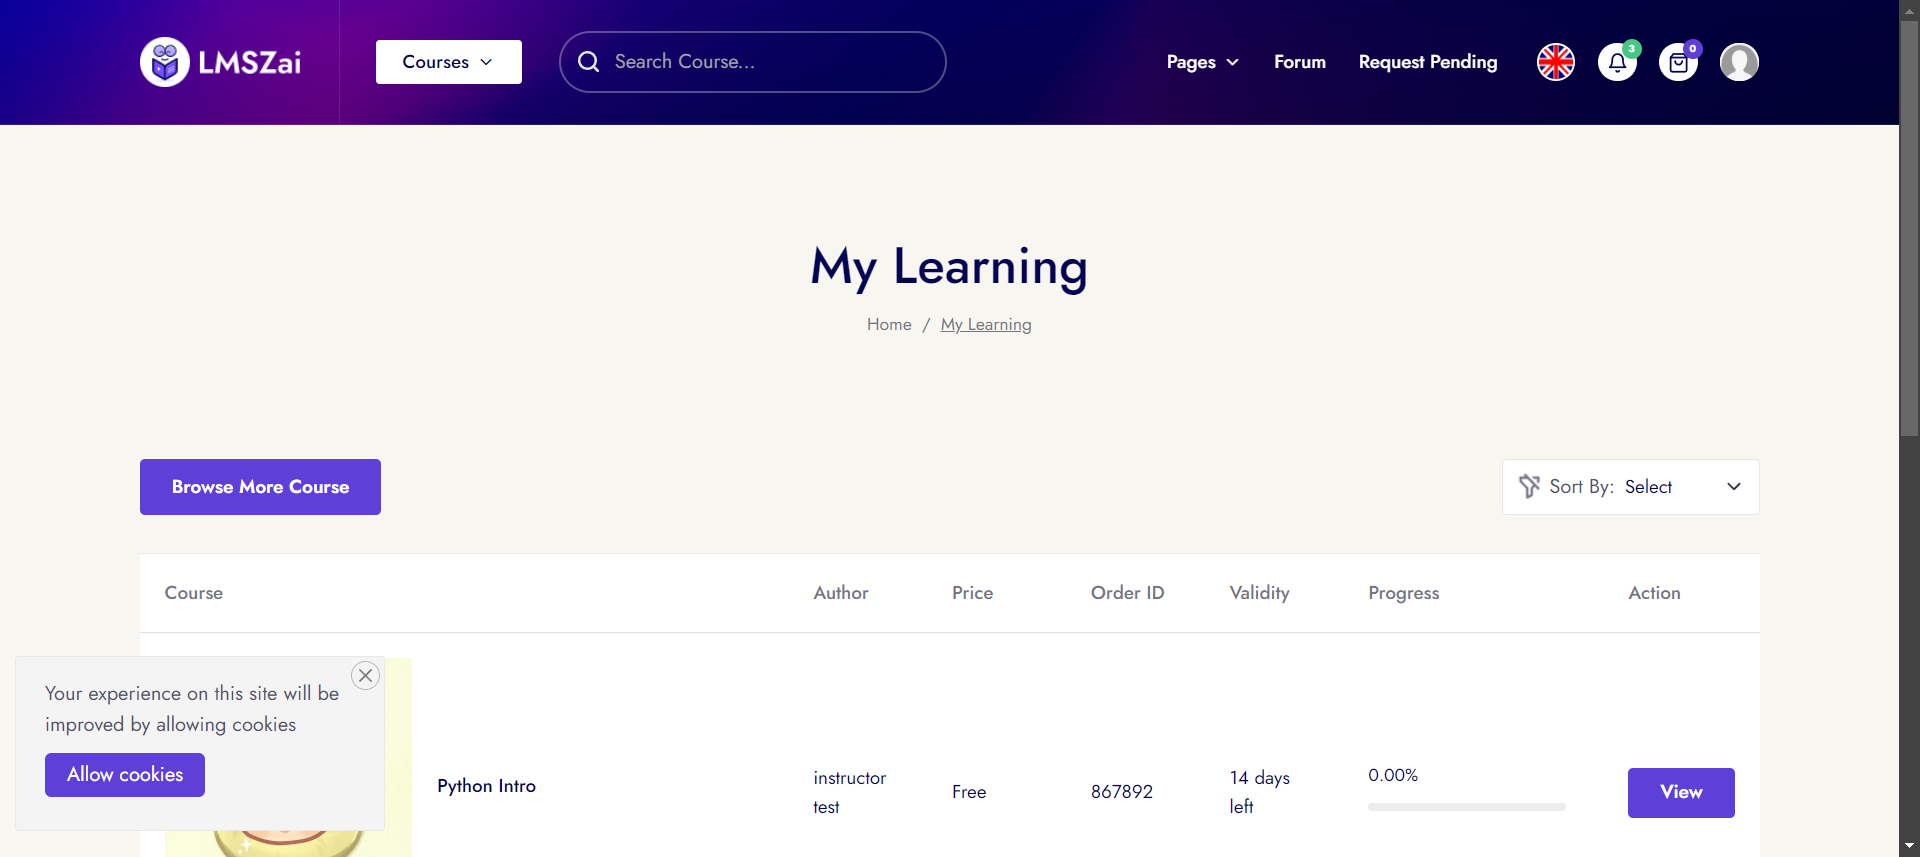 LMSZai
Courses
Search Course...
Pages
Forum
Request Pending
3
0
My Learning
Home / My Learning
Browse More Course
Sort By: Select
Course Author Price Order ID Validity Progress Action
Your experience on this site will be
improved by allowing cookies
Allow cookies
Python Intro
instructor
test
Free
867892
14 days
left
0.00%
View